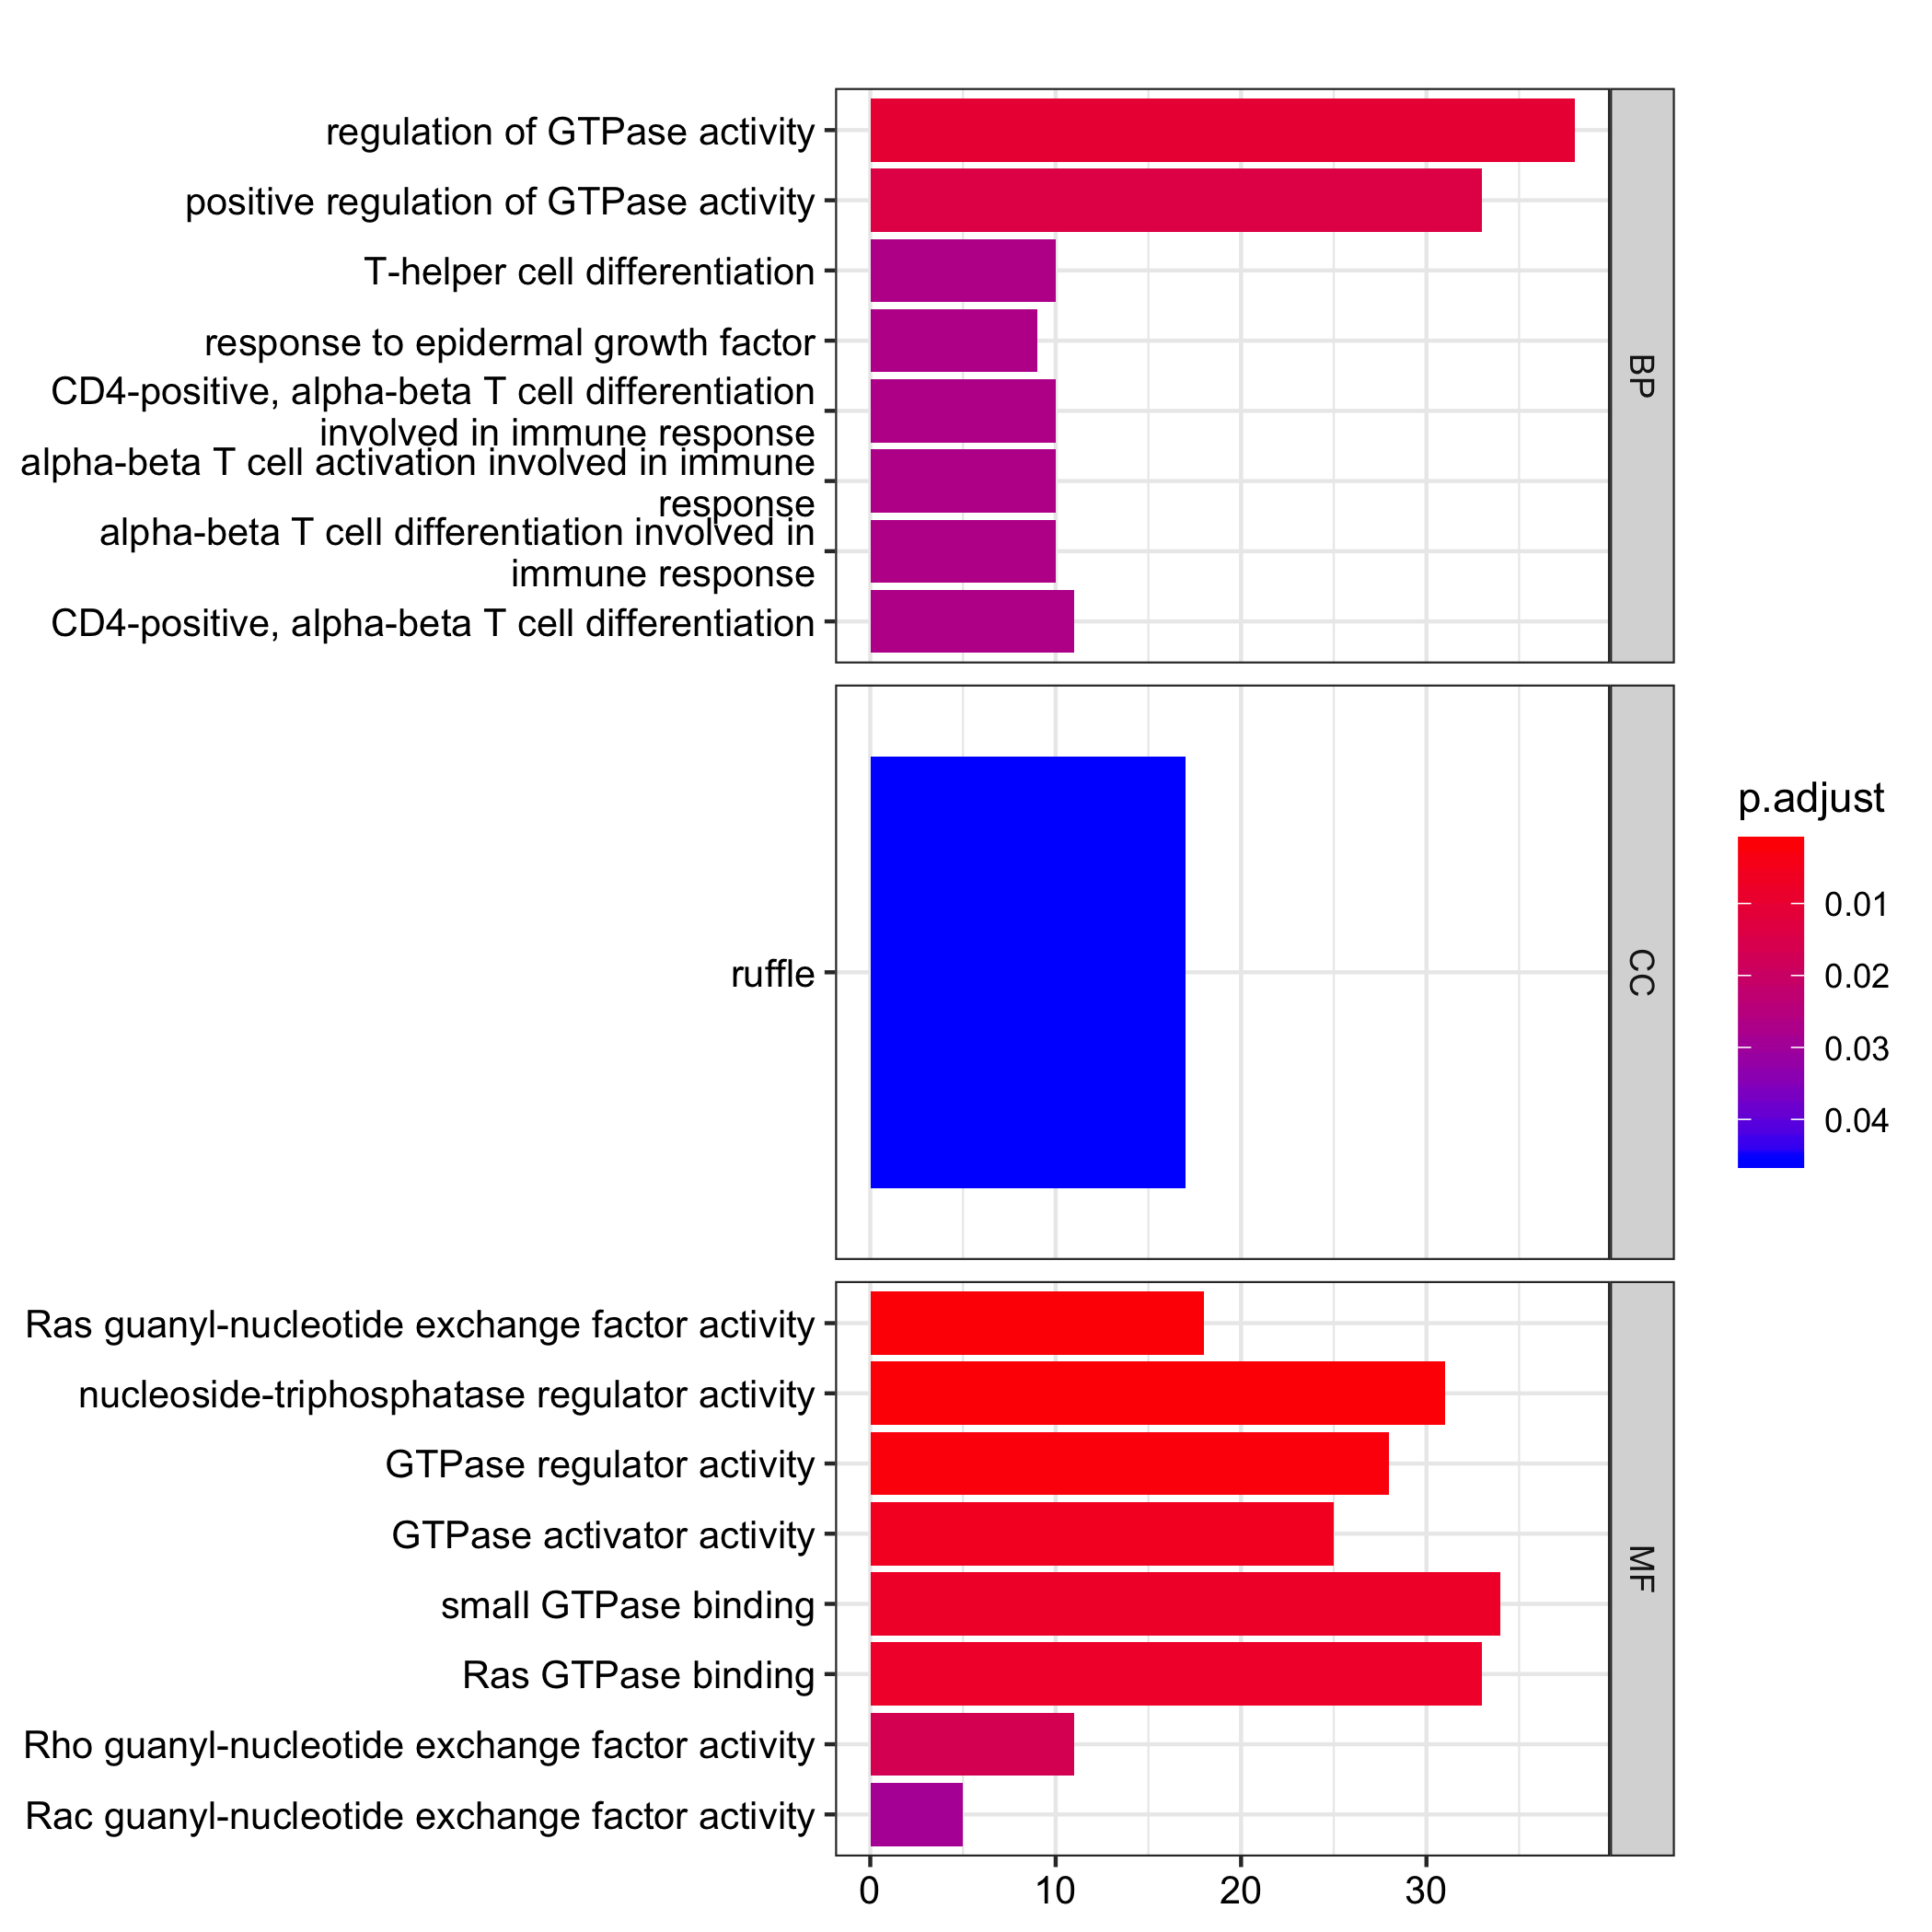 regulation of GTPase activity
positive regulation of GTPase activity
T-helper cell differentiation
response to epidermal growth factor
CD4-positive, alpha-beta T cell differentiation
involved in immune response
alpha-beta T cell activation involved in immune
response
alpha-beta T cell differentiation involved in
immune response
CD4-positive, alpha-beta T cell differentiation
BP
ruffle
CC
Ras guanyl-nucleotide exchange factor activity
nucleoside-triphosphatase regulator activity
GTPase regulator activity
GTPase activator activity
small GTPase binding
Ras GTPase binding
Rho guanyl-nucleotide exchange factor activity
Rac guanyl-nucleotide exchange factor activity
MF
0 10 20 30
p.adjust
0.01
0.02
0.03
0.04